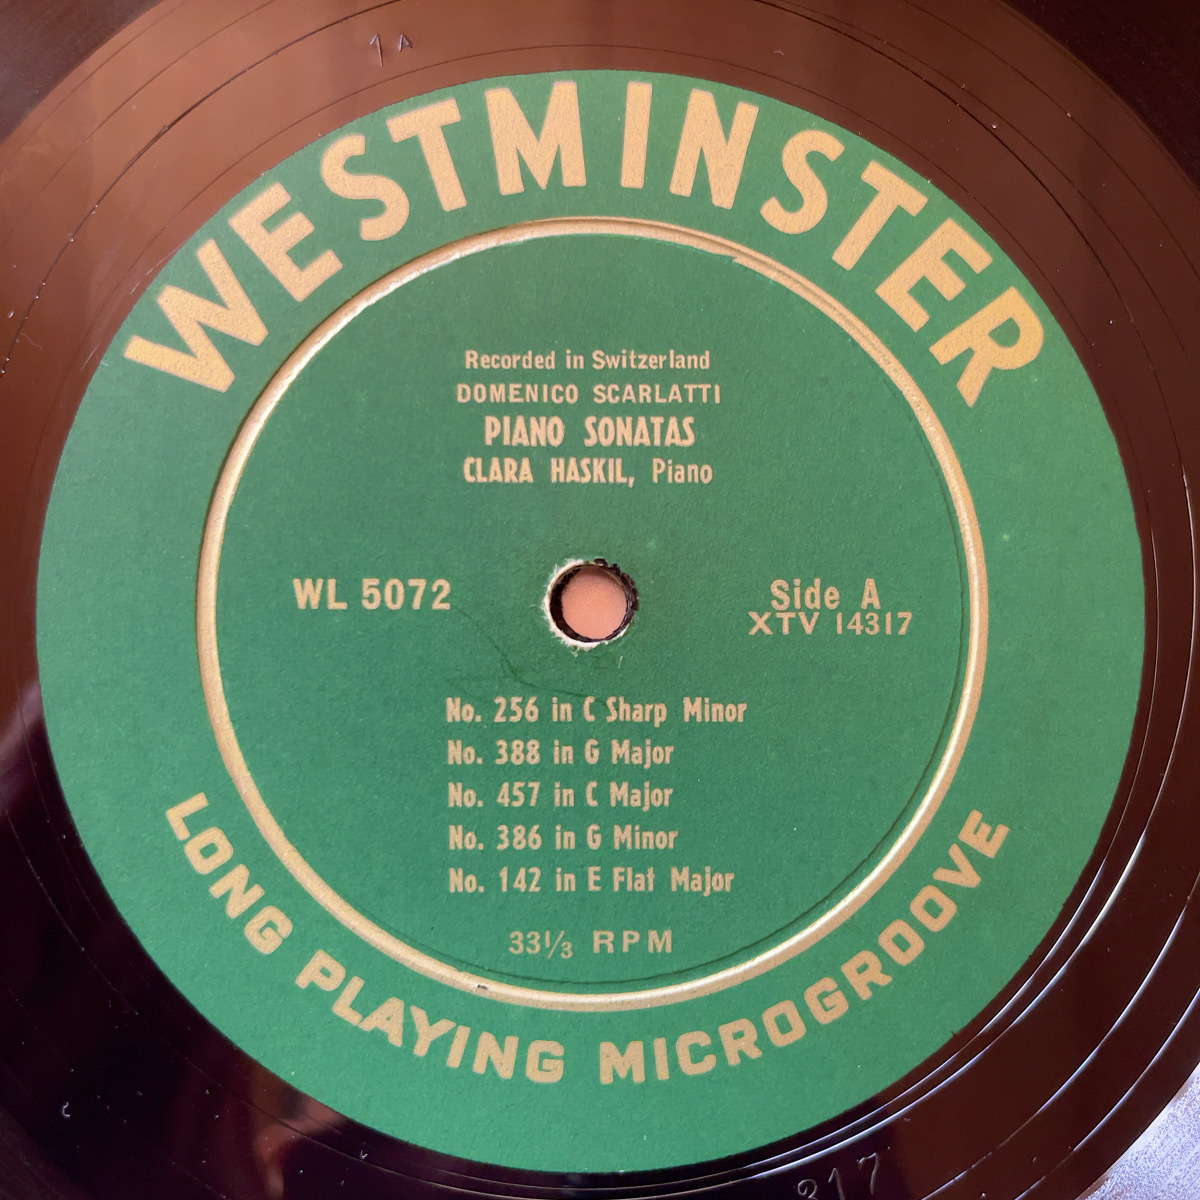 1A
WESTMINSTER
Recorded in Switzerland
DOMENICO SCARLATTI
PIANO SONATAS
CLARA HASKIL, Piano
WL 5072
Side A
XTV 14317
No. 256 in C Sharp Minor
No. 388 in G Major
No. 457 in C Major
No. 386 in G Minor
No. 142 in E Flat Major
33⅓ RPM
LONG PLAYING MICROGROOVE
317